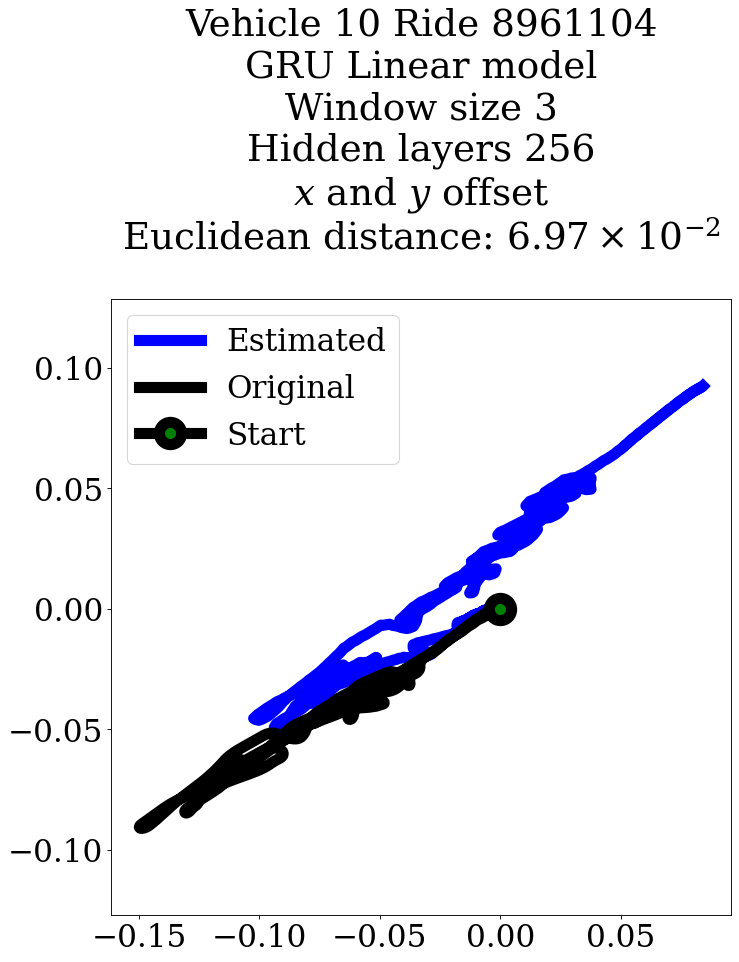 Vehicle 10 Ride 8961104
GRU Linear model
Window size 3
Hidden layers 256
x and y offset
Euclidean distance: 6.97 × 10⁻²
Estimated
Original
Start
0.10
0.05
0.00
−0.05
−0.10
−0.15 −0.10 −0.05 0.00 0.05